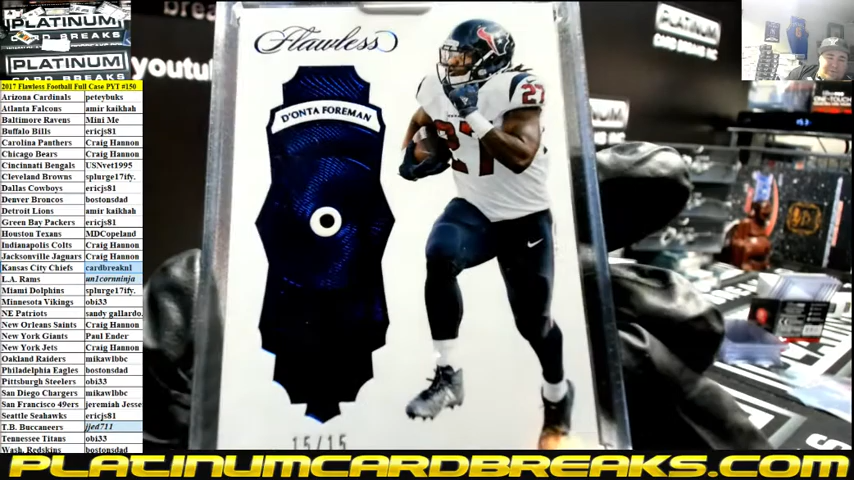 PLATINUM
CARD BREAKS
PLATINUM
CARD BREAKS
2017 Flawless Football Full Case PYT #150
Arizona Cardinals peteybuks
Atlanta Falcons amir kaikhah
Baltimore Ravens Mini Me
Buffalo Bills ericjs81
Carolina Panthers Craig Hannon
Chicago Bears Craig Hannon
Cincinnati Bengals USNvet1995
Cleveland Browns splurge17ify.
Dallas Cowboys ericjs81
Denver Broncos bostonsdad
Detroit Lions amir kaikhah
Green Bay Packers ericjs81
Houston Texans MDCopeland
Indianapolis Colts Craig Hannon
Jacksonville Jaguars Craig Hannon
Kansas City Chiefs cardbreaknl
L.A. Rams un1cornninja
Miami Dolphins splurge17ify.
Minnesota Vikings obi33
NE Patriots sandy gallardo.
New Orleans Saints Craig Hannon
New York Giants Paul Ender
New York Jets Craig Hannon
Oakland Raiders mikawlbbc
Philadelphia Eagles bostonsdad
Pittsburgh Steelers obi33
San Diego Chargers mikawlbbc
San Francisco 49ers jeremiah Jesse
Seattle Seahawks ericjs81
T.B. Buccaneers jjed711
Tennessee Titans obi33
Wash. Redskins bostonsdad
brea
youtu
Flawless
D'ONTA FOREMAN
27
27
15/15
PLATINUM
CARD BREAKS INC
ONE-TOUCH
PLATINUMCARDBREAKS.COM